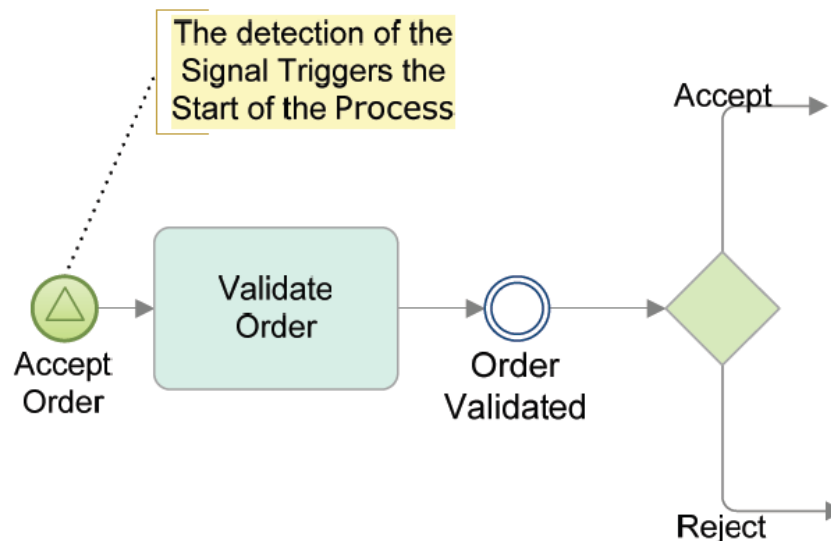 The detection of the
Signal Triggers the
Start of the Process
Accept
Validate
Order
Accept
Order
Order
Validated
Reject